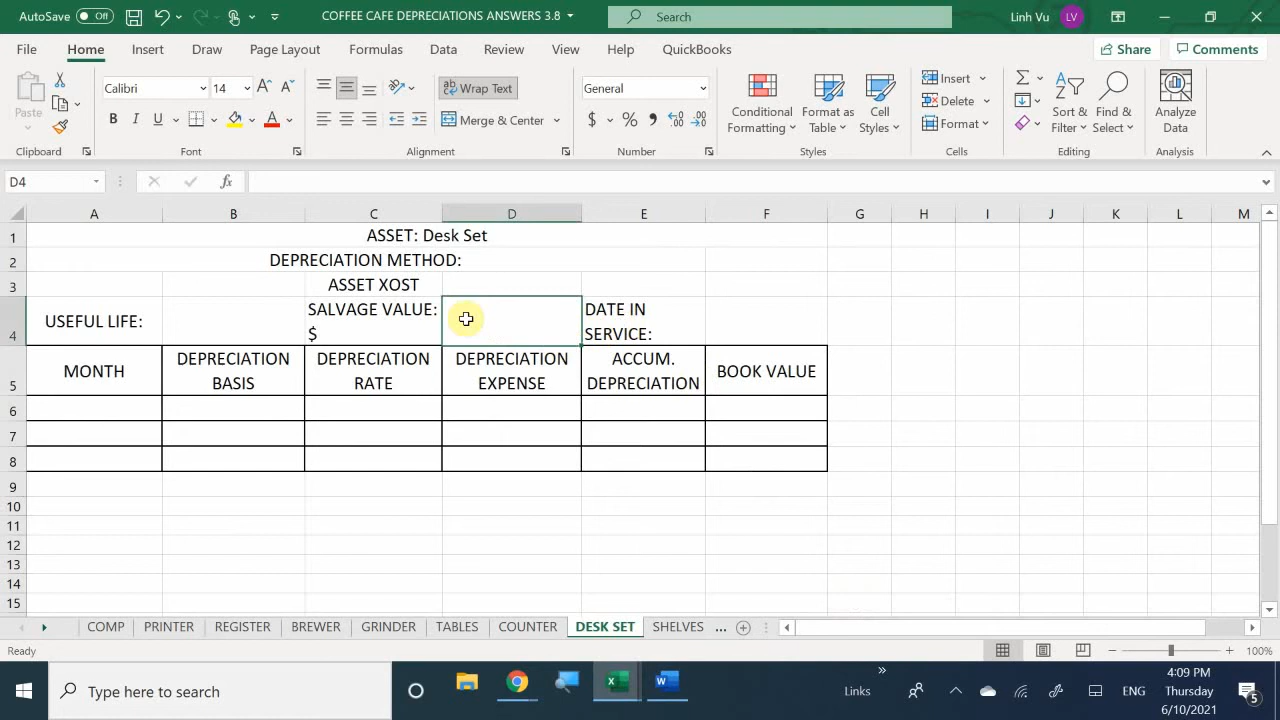 AutoSave Off COFFEE CAFE DEPRECIATIONS ANSWERS 3.8 Search Linh Vu LV
File Home Insert Draw Page Layout Formulas Data Review View Help QuickBooks Share Comments
Paste Calibri 14 Wrap Text General Conditional Formatting Format as Table Cell Styles Insert Delete Format Sort & Filter Find & Select Analyze Data
B I U A Merge & Center $ % 9
Clipboard Font Alignment Number Styles Cells Editing Analysis
D4 fx
A B C D E F G H I J K L M
1 ASSET: Desk Set
2 DEPRECIATION METHOD:
3 ASSET XOST
4 USEFUL LIFE: SALVAGE VALUE: $ DATE IN SERVICE:
5 MONTH DEPRECIATION BASIS DEPRECIATION RATE DEPRECIATION EXPENSE ACCUM. DEPRECIATION BOOK VALUE
6
7
8
9
10
11
12
13
14
15
COMP PRINTER REGISTER BREWER GRINDER TABLES COUNTER DESK SET SHELVES ...
Ready 100%
Type here to search Links ENG 4:09 PM
Thursday
6/10/2021 5